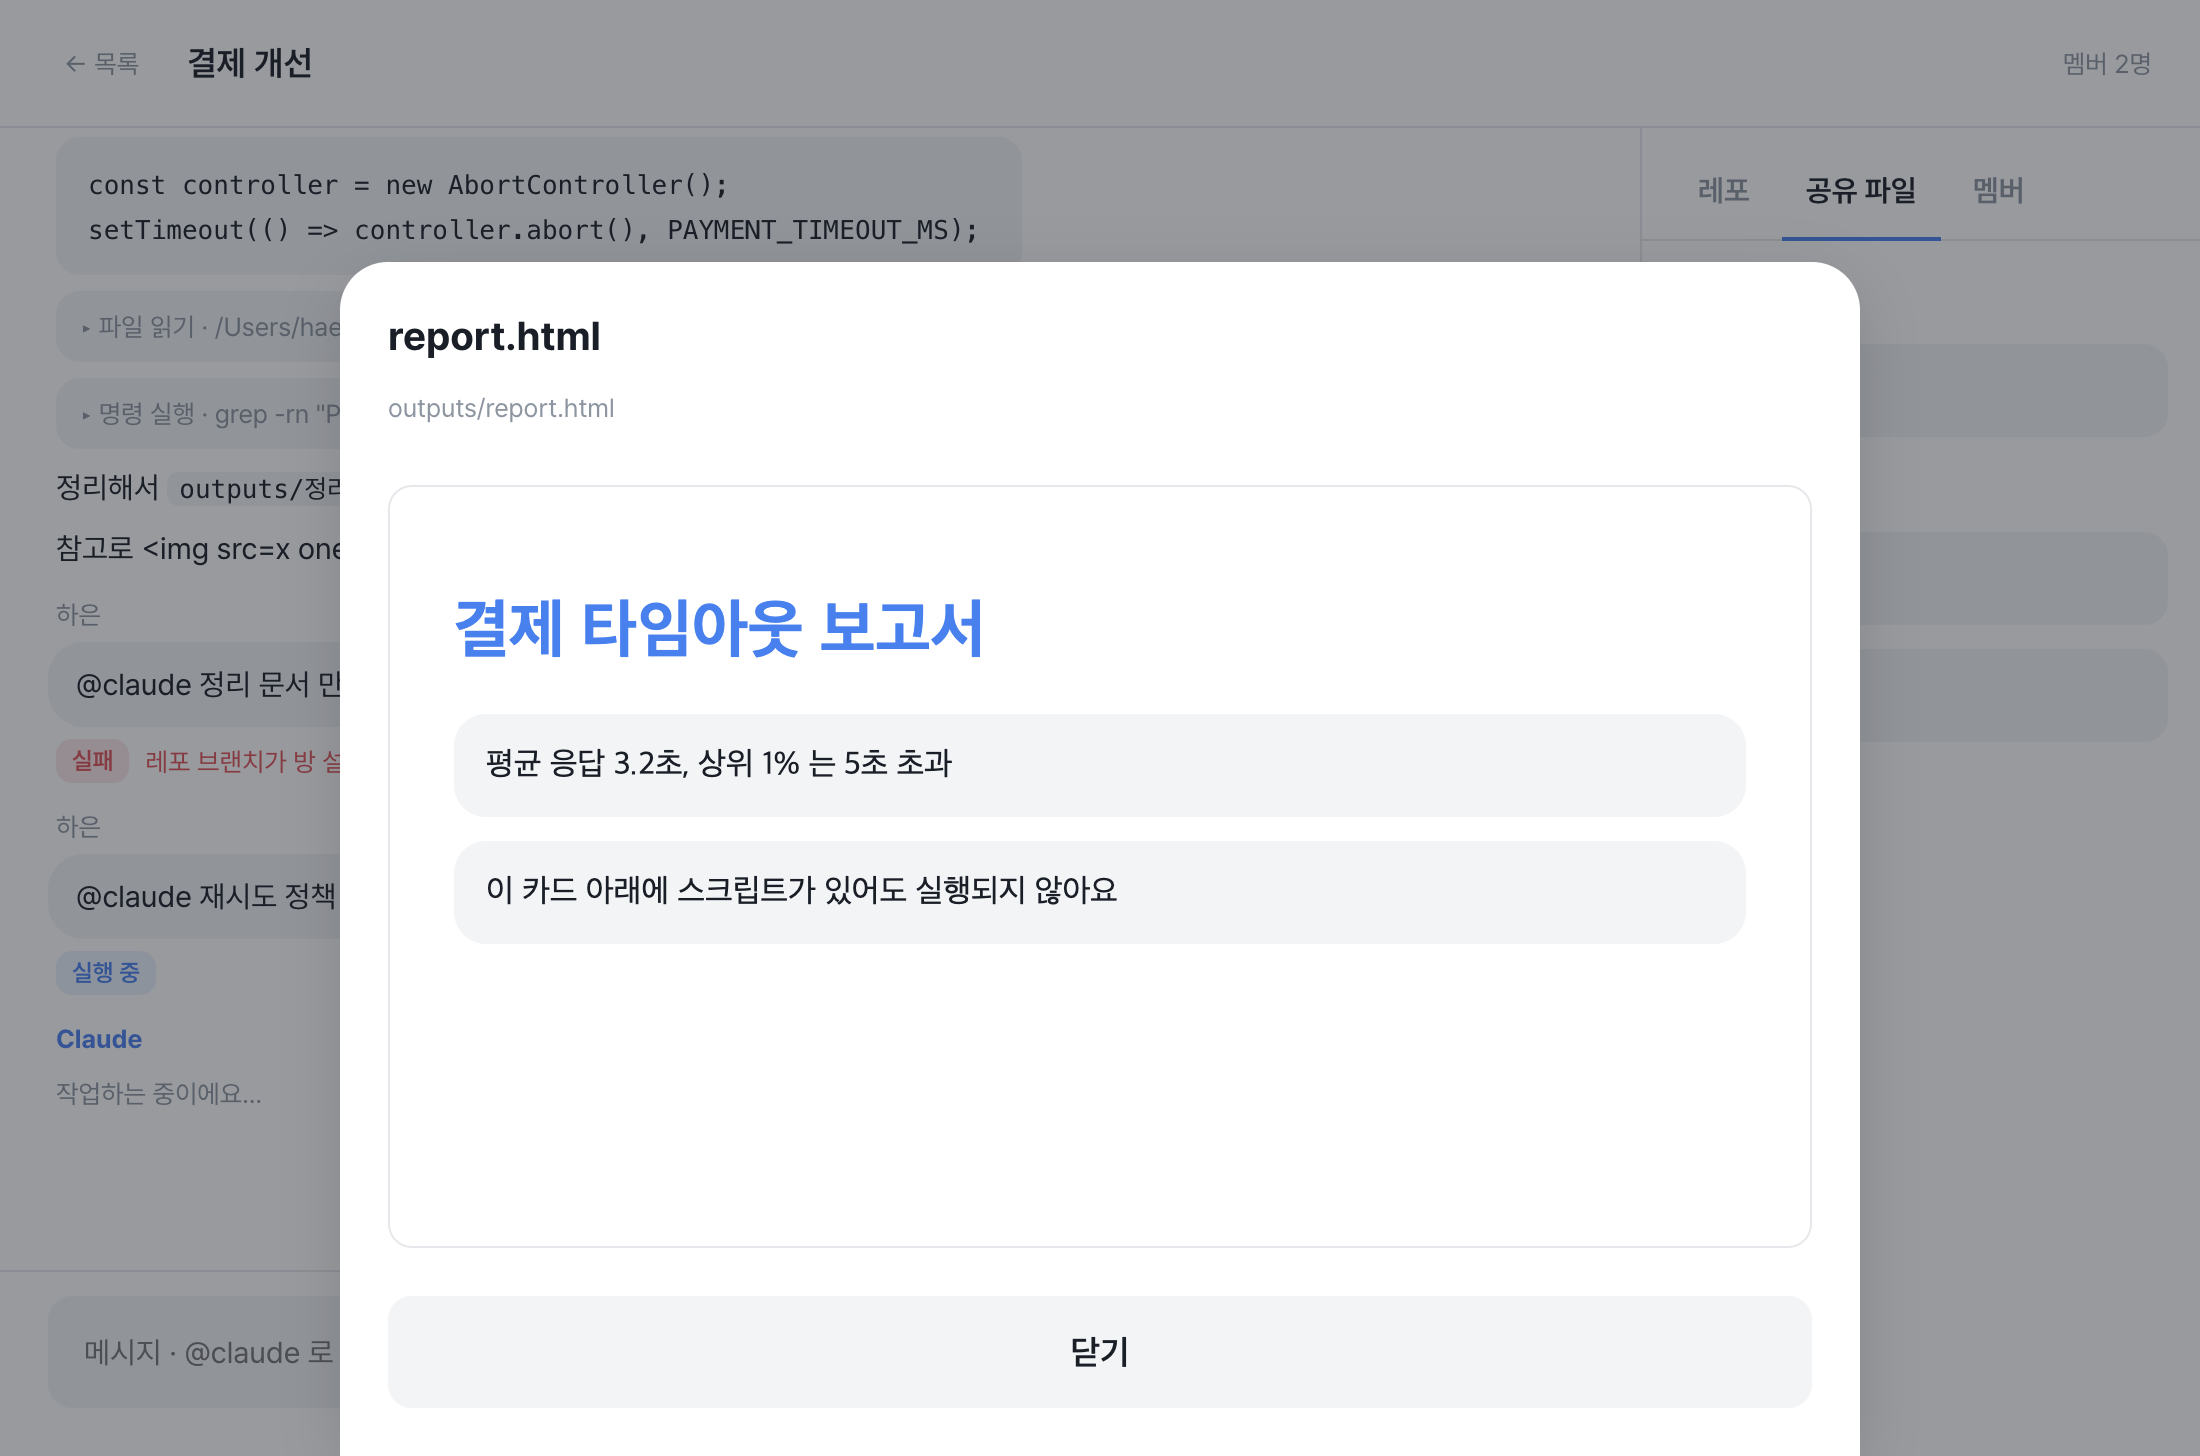 ← 목록
결제 개선
멤버 2명
const controller = new AbortController();
setTimeout(() => controller.abort(), PAYMENT_TIMEOUT_MS);
레포
공유 파일
멤버
▸ 파일 읽기 · /Users/hae
▸ 명령 실행 · grep -rn "P
정리해서 outputs/정리
참고로 <img src=x one
하은
@claude 정리 문서 만
실패 레포 브랜치가 방 설
하은
@claude 재시도 정책
실행 중
Claude
작업하는 중이에요...
메시지 · @claude 로
report.html
outputs/report.html
결제 타임아웃 보고서
평균 응답 3.2초, 상위 1% 는 5초 초과
이 카드 아래에 스크립트가 있어도 실행되지 않아요
닫기